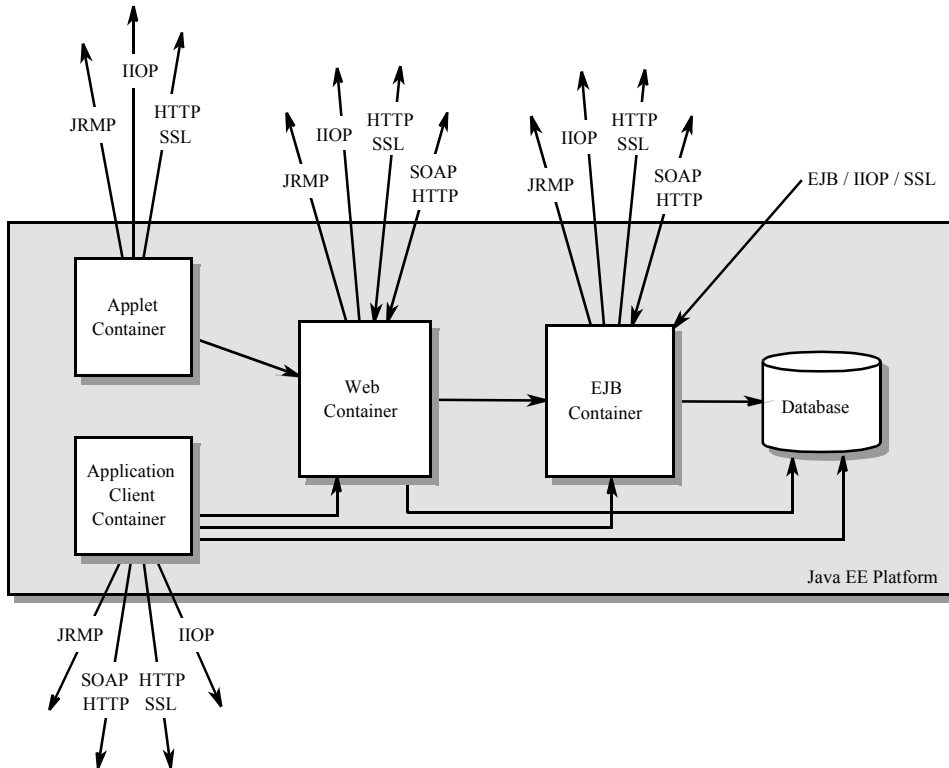 IIOP
JRMP
HTTP
SSL
JRMP
IIOP
HTTP
SSL
SOAP
HTTP
JRMP
IIOP
HTTP
SSL
SOAP
HTTP
EJB / IIOP / SSL
Applet
Container
Web
Container
EJB
Container
Database
Application
Client
Container
Java EE Platform
JRMP
SOAP
HTTP
HTTP
SSL
IIOP